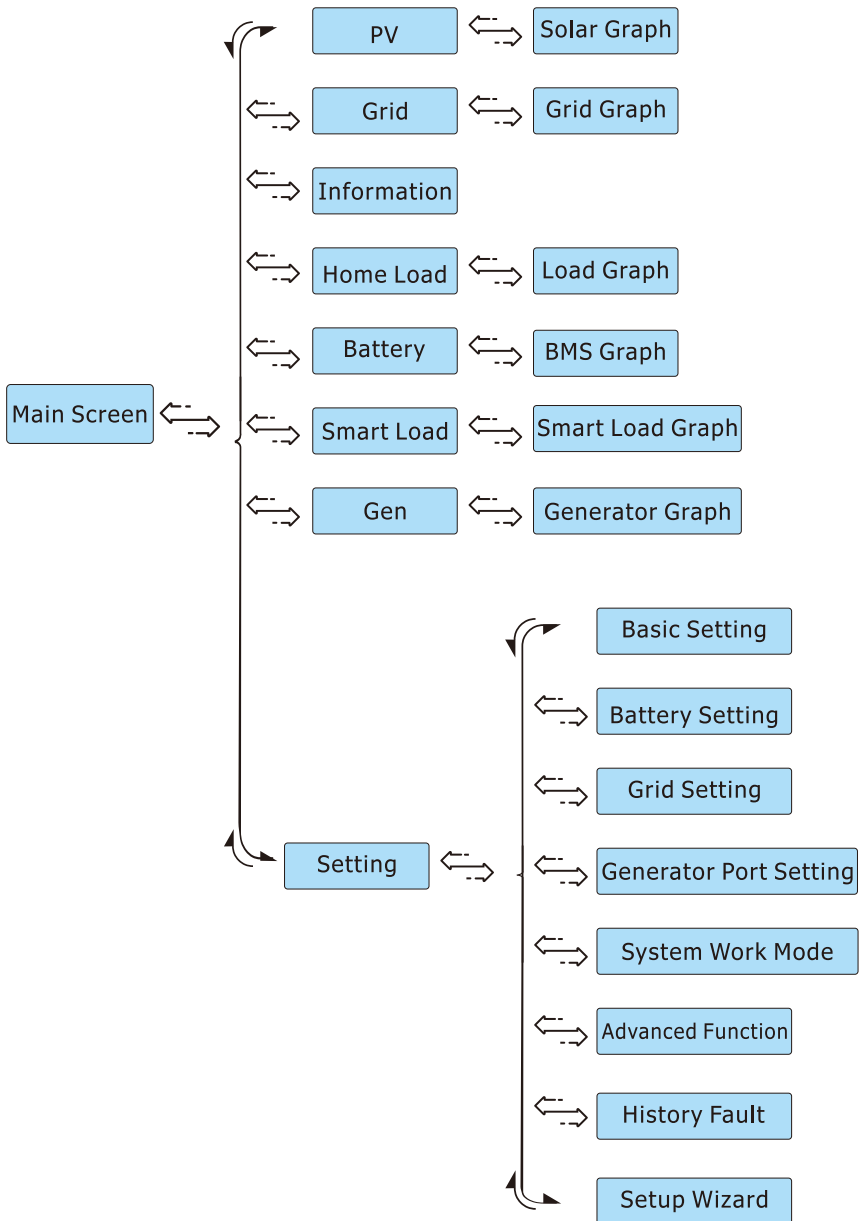 PV
Solar Graph
Grid
Grid Graph
Information
Home Load
Load Graph
Battery
BMS Graph
Main Screen
Smart Load
Smart Load Graph
Gen
Generator Graph
Basic Setting
Battery Setting
Grid Setting
Setting
Generator Port Setting
System Work Mode
Advanced Function
History Fault
Setup Wizard